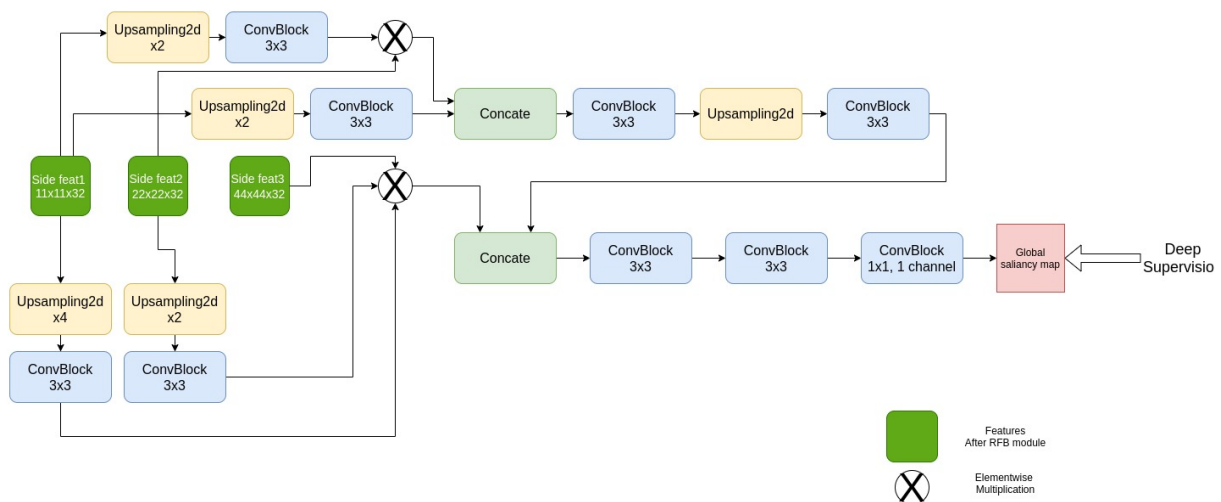 Upsampling2d
x2
ConvBlock
3x3
Upsampling2d
x2
ConvBlock
3x3
Concate
ConvBlock
3x3
Upsampling2d
ConvBlock
3x3
Side feat1
11x11x32
Side feat2
22x22x32
Side feat3
44x44x32
Concate
ConvBlock
3x3
ConvBlock
3x3
ConvBlock
1x1, 1 channel
Global
saliancy map
Deep
Supervisio
Upsampling2d
x4
Upsampling2d
x2
ConvBlock
3x3
ConvBlock
3x3
Features
After RFB module
Elementwise
Multiplication